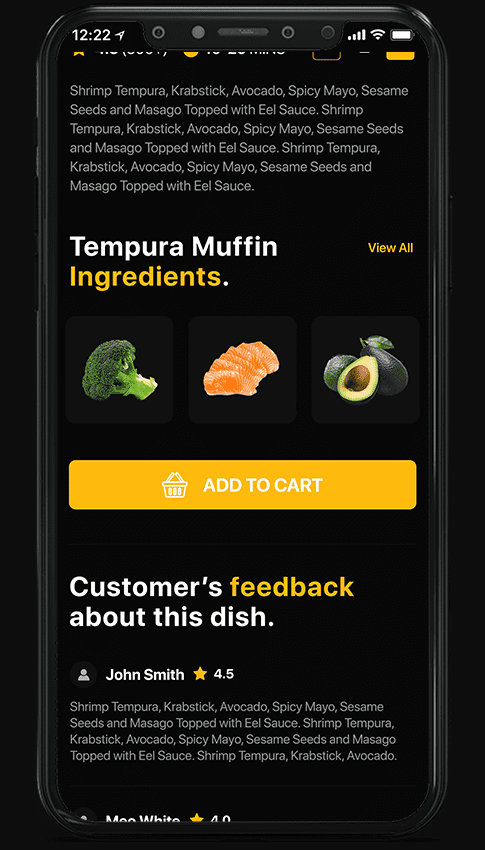 12:22
Shrimp Tempura, Krabstick, Avocado, Spicy Mayo, Sesame
Seeds and Masago Topped with Eel Sauce. Shrimp
Tempura, Krabstick, Avocado, Spicy Mayo, Sesame Seeds
and Masago Topped with Eel Sauce. Shrimp Tempura,
Krabstick, Avocado, Spicy Mayo, Sesame Seeds and
Masago Topped with Eel Sauce.
Tempura Muffin
View All
Ingredients.
ADD TO CART
Customer's feedback
about this dish.
John Smith 4.5
Shrimp Tempura, Krabstick, Avocado, Spicy Mayo, Sesame
Seeds and Masago Topped with Eel Sauce. Shrimp Tempura,
Krabstick, Avocado, Spicy Mayo, Sesame Seeds and Masago
Topped with Eel Sauce. Shrimp Tempura, Krabstick, Avocado.
White 4.0